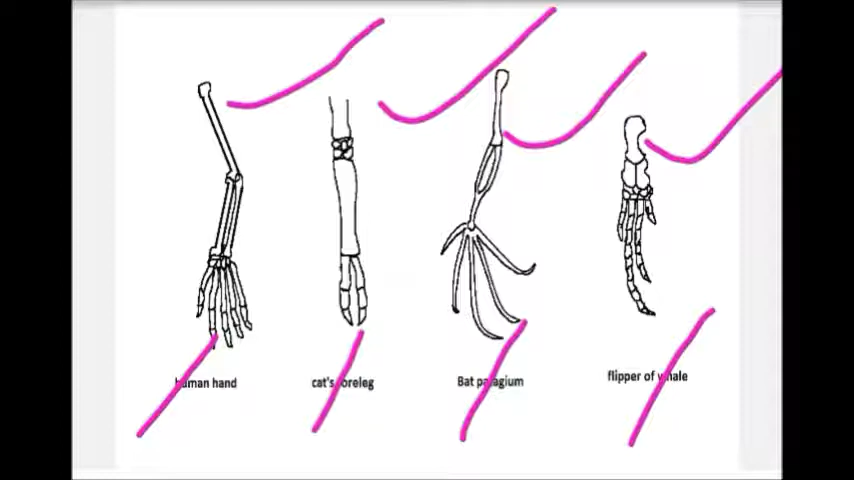 human hand
cat's foreleg
Bat patagium
flipper of whale